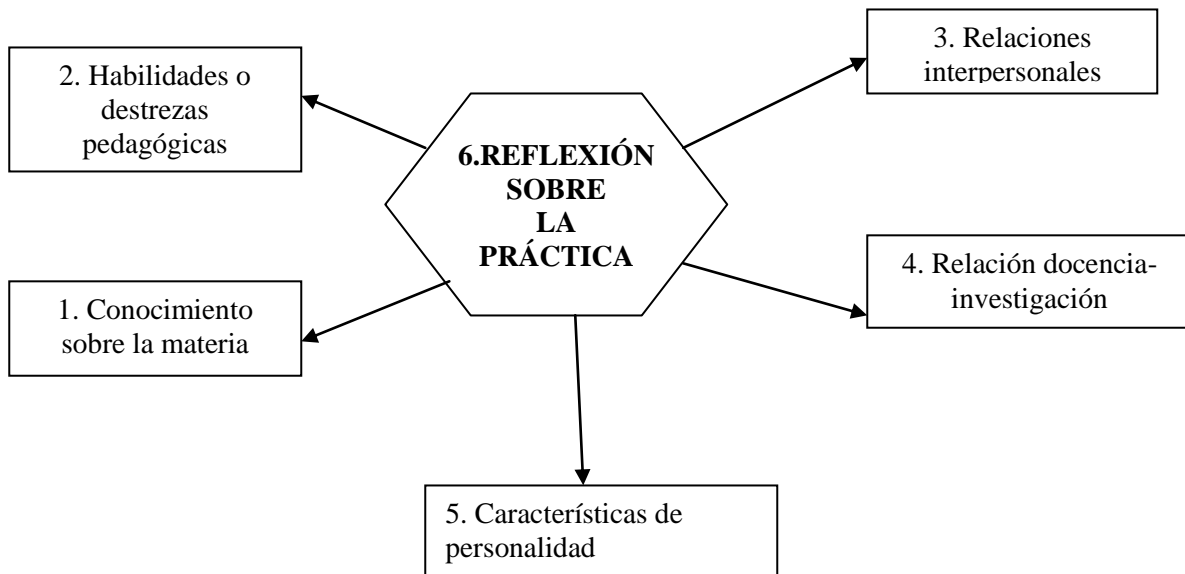 2. Habilidades o
destrezas
pedagógicas
3. Relaciones
interpersonales
6.REFLEXIÓN
SOBRE
LA
PRÁCTICA
1. Conocimiento
sobre la materia
4. Relación docencia-
investigación
5. Características de
personalidad